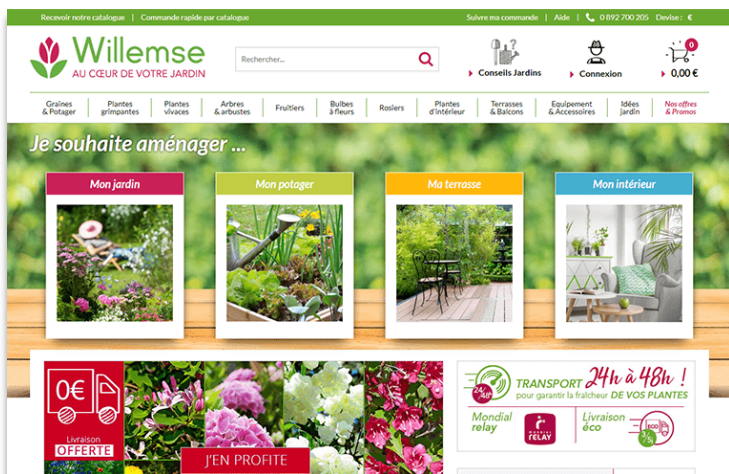 Recevoir notre catalogue | Commande rapide par catalogue
Suivre ma commande | Aide | 0 892 700 205 Devise : €
Willemse
AU CŒUR DE VOTRE JARDIN
Rechercher...
Conseils Jardins
Connexion
0
0,00 €
Graines & Potager
Plantes grimpantes
Plantes vivaces
Arbres & arbustes
Fruitiers
Bulbes à fleurs
Rosiers
Plantes d'intérieur
Terrasses & Balcons
Equipement & Accessoires
Idées jardin
Nos offres & Promos
Je souhaite aménager ...
Mon jardin
Mon potager
Ma terrasse
Mon intérieur
0€
Livraison
OFFERTE
J'EN PROFITE
24/48h
TRANSPORT 24h à 48h !
pour garantir la fraîcheur DE VOS PLANTES
Mondial relay
MONDIAL RELAY
Livraison éco
ECO
3/5j